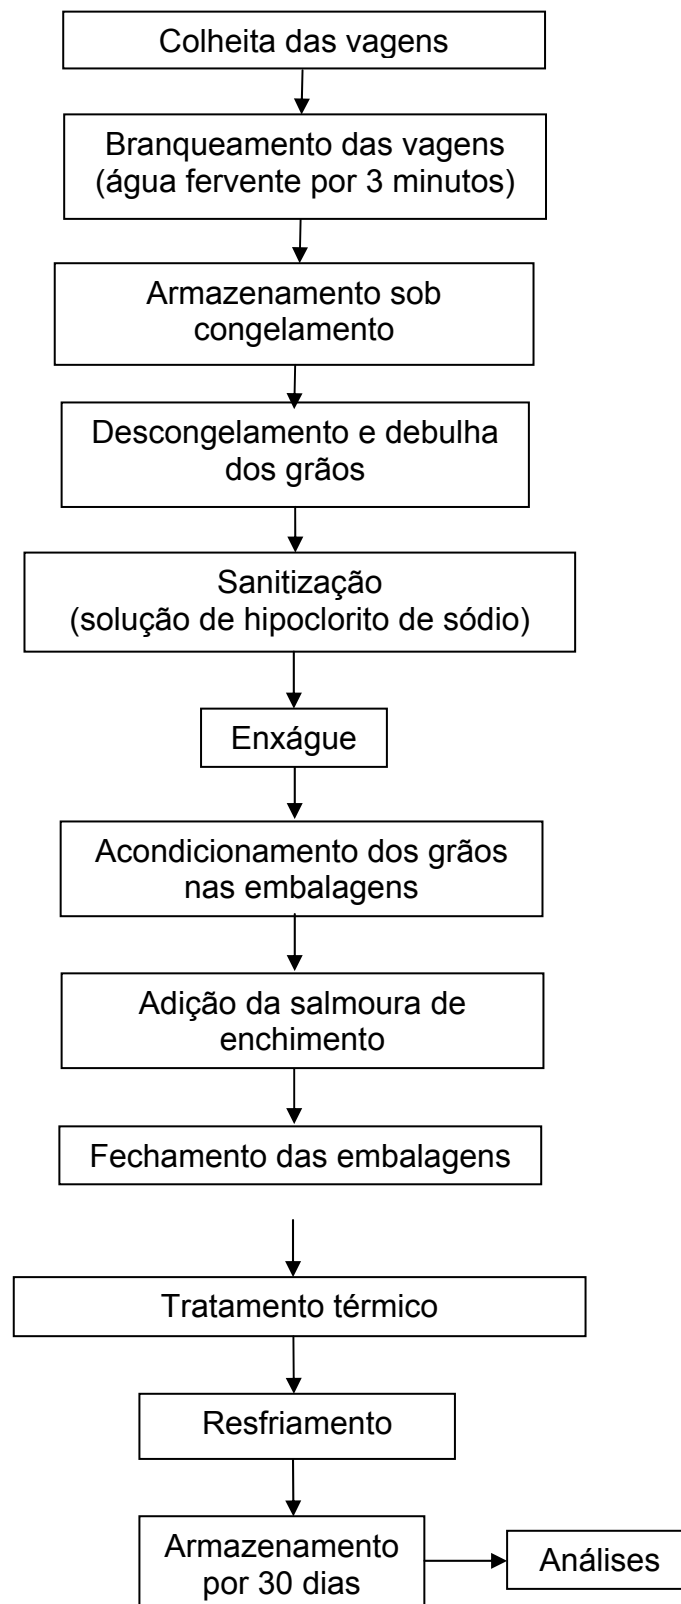 Colheita das vagens
Branqueamento das vagens
(água fervente por 3 minutos)
Armazenamento sob
congelamento
Descongelamento e debulha
dos grãos
Sanitização
(solução de hipoclorito de sódio)
Enxágue
Acondicionamento dos grãos
nas embalagens
Adição da salmoura de
enchimento
Fechamento das embalagens
Tratamento térmico
Resfriamento
Armazenamento
por 30 dias
Análises